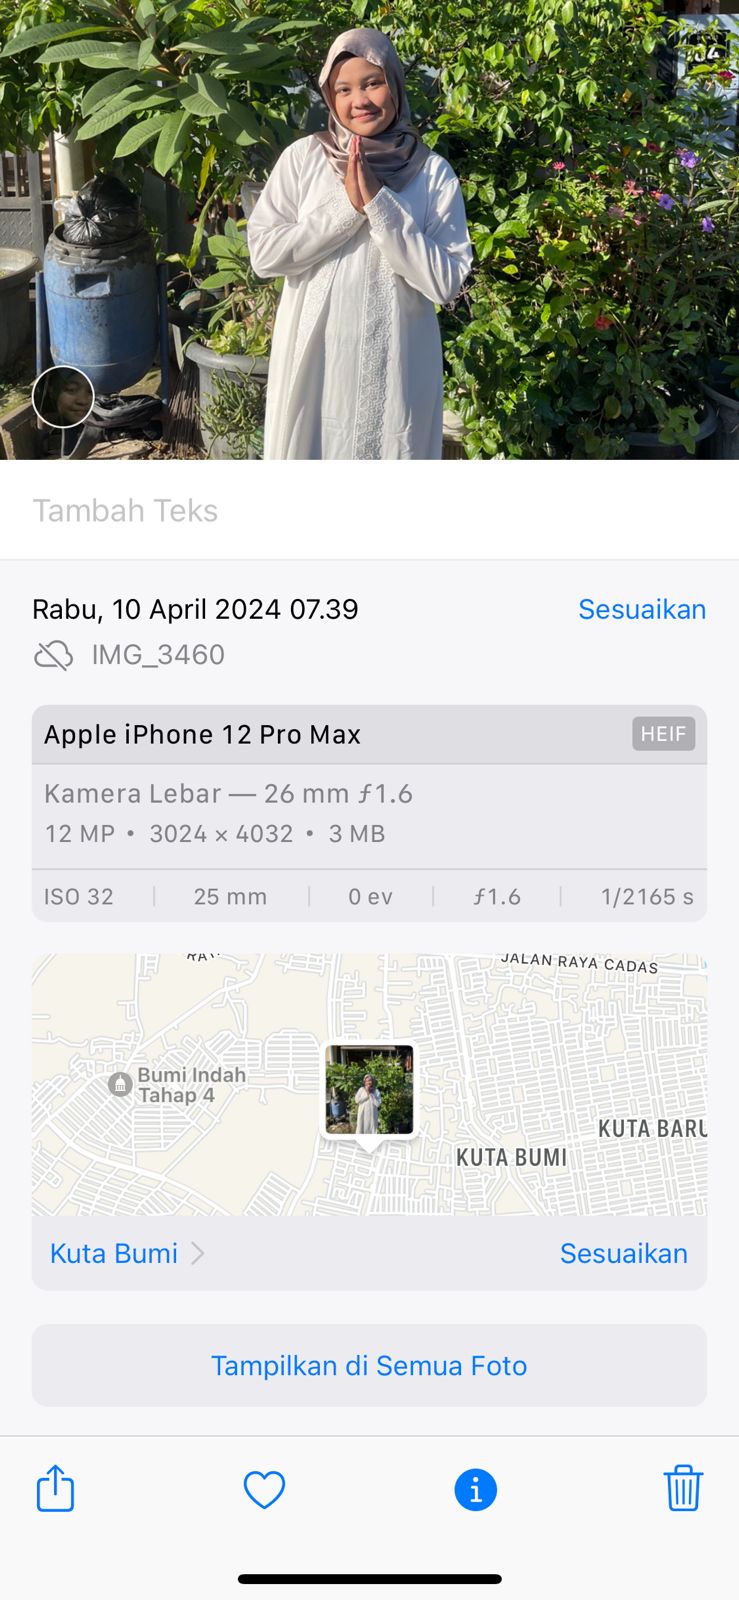 Tambah Teks
Rabu, 10 April 2024 07.39
Sesuaikan
IMG_3460
Apple iPhone 12 Pro Max
HEIF
Kamera Lebar — 26 mm ƒ1.6
12 MP • 3024 × 4032 • 3 MB
ISO 32 | 25 mm | 0 ev | ƒ1.6 | 1/2165 s
JALAN RAYA CADAS
Bumi Indah
Tahap 4
KUTA BARU
KUTA BUMI
Kuta Bumi
Sesuaikan
Tampilkan di Semua Foto